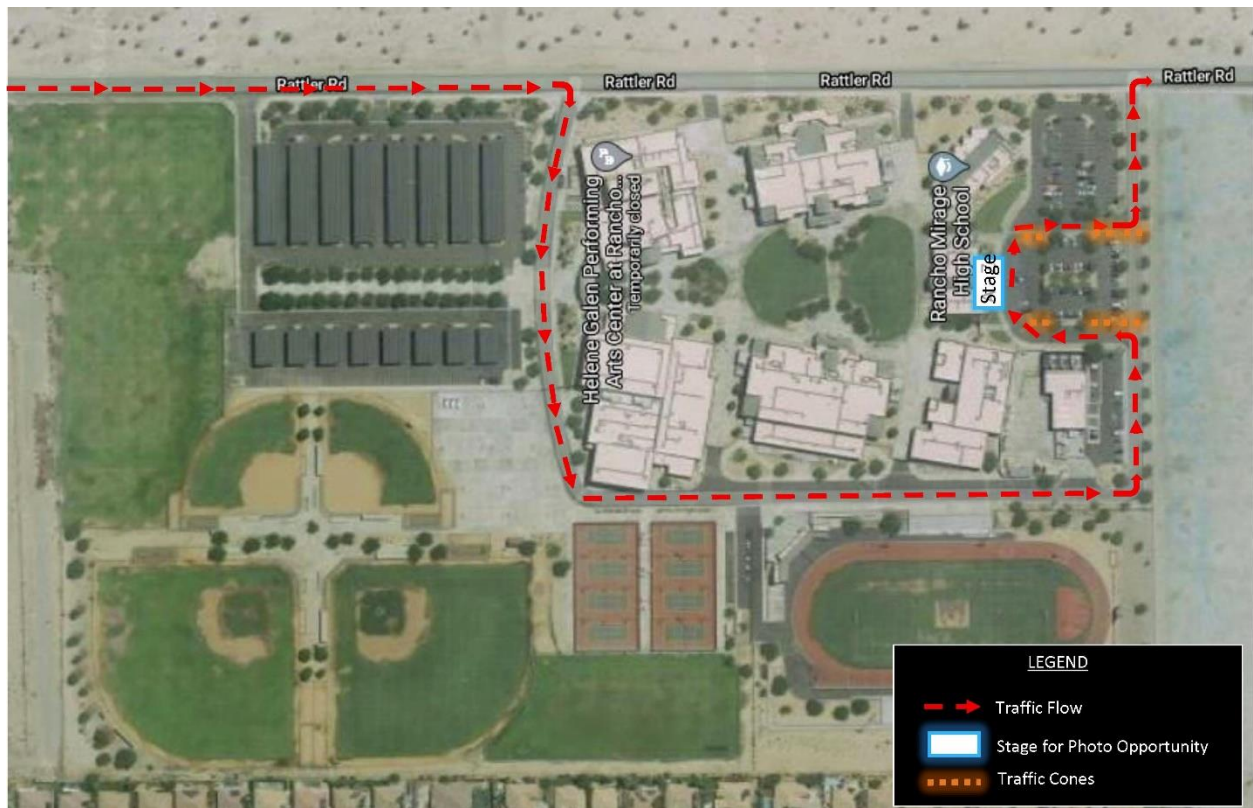 Rattler Rd
Rattler Rd
Rattler Rd
Rattler Rd
Helene Galen Performing
Arts Center at Rancho...
Temporarily closed
Rancho Mirage
High School
Stage
LEGEND
Traffic Flow
Stage for Photo Opportunity
Traffic Cones